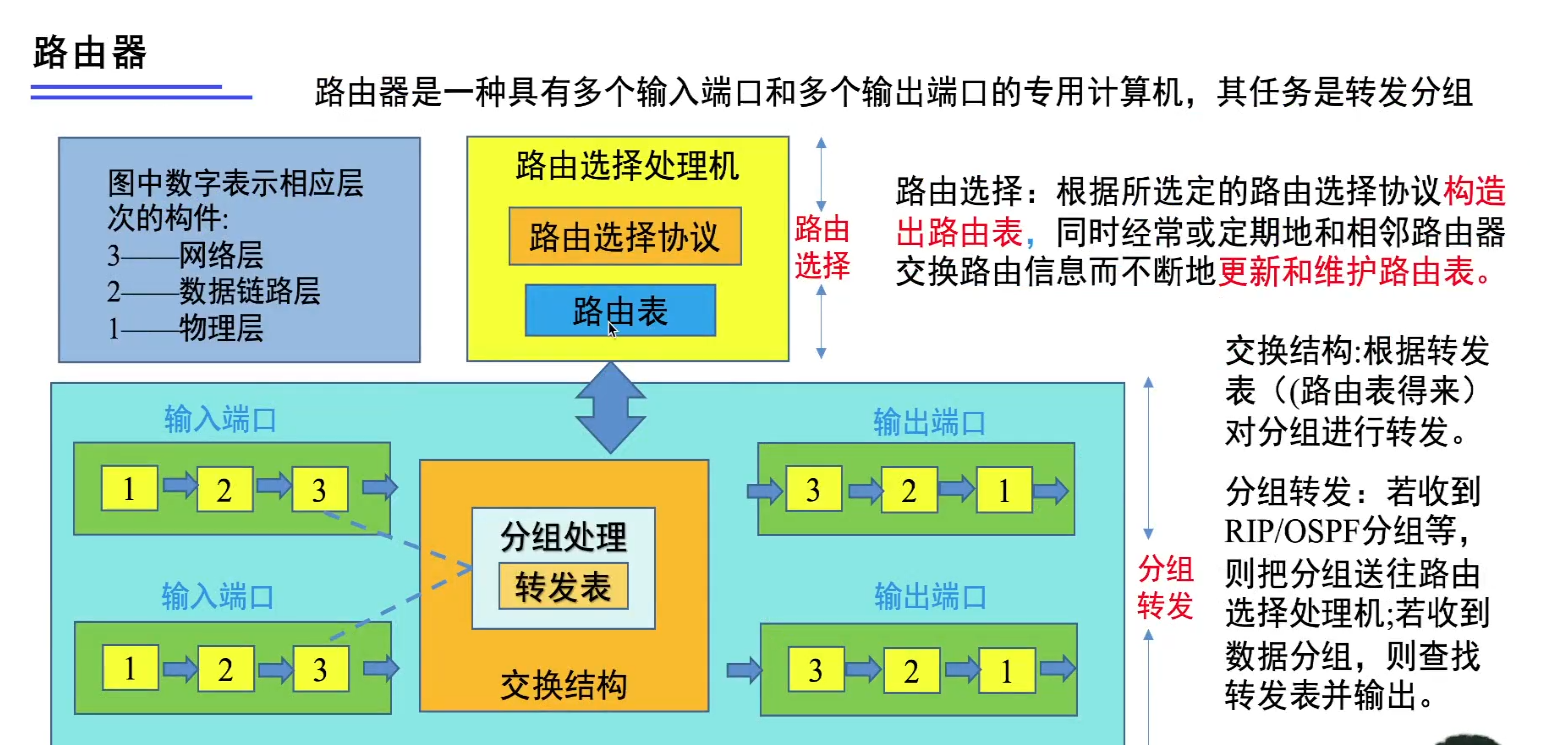 路由器
路由器是一种具有多个输入端口和多个输出端口的专用计算机，其任务是转发分组
图中数字表示相应层
次的构件:
3——网络层
2——数据链路层
1——物理层
路由选择处理机
路由选择协议
路由表
路由
选择
路由选择：根据所选定的路由选择协议构造
出路由表，同时经常或定期地和相邻路由器
交换路由信息而不断地更新和维护路由表。
交换结构:根据转发
表（(路由表得来）
对分组进行转发。
分组转发：若收到
RIP/OSPF分组等，
则把分组送往路由
选择处理机;若收到
数据分组，则查找
转发表并输出。
输入端口
1 2 3
输入端口
1 2 3
分组处理
转发表
交换结构
输出端口
3 2 1
输出端口
3 2 1
分组
转发